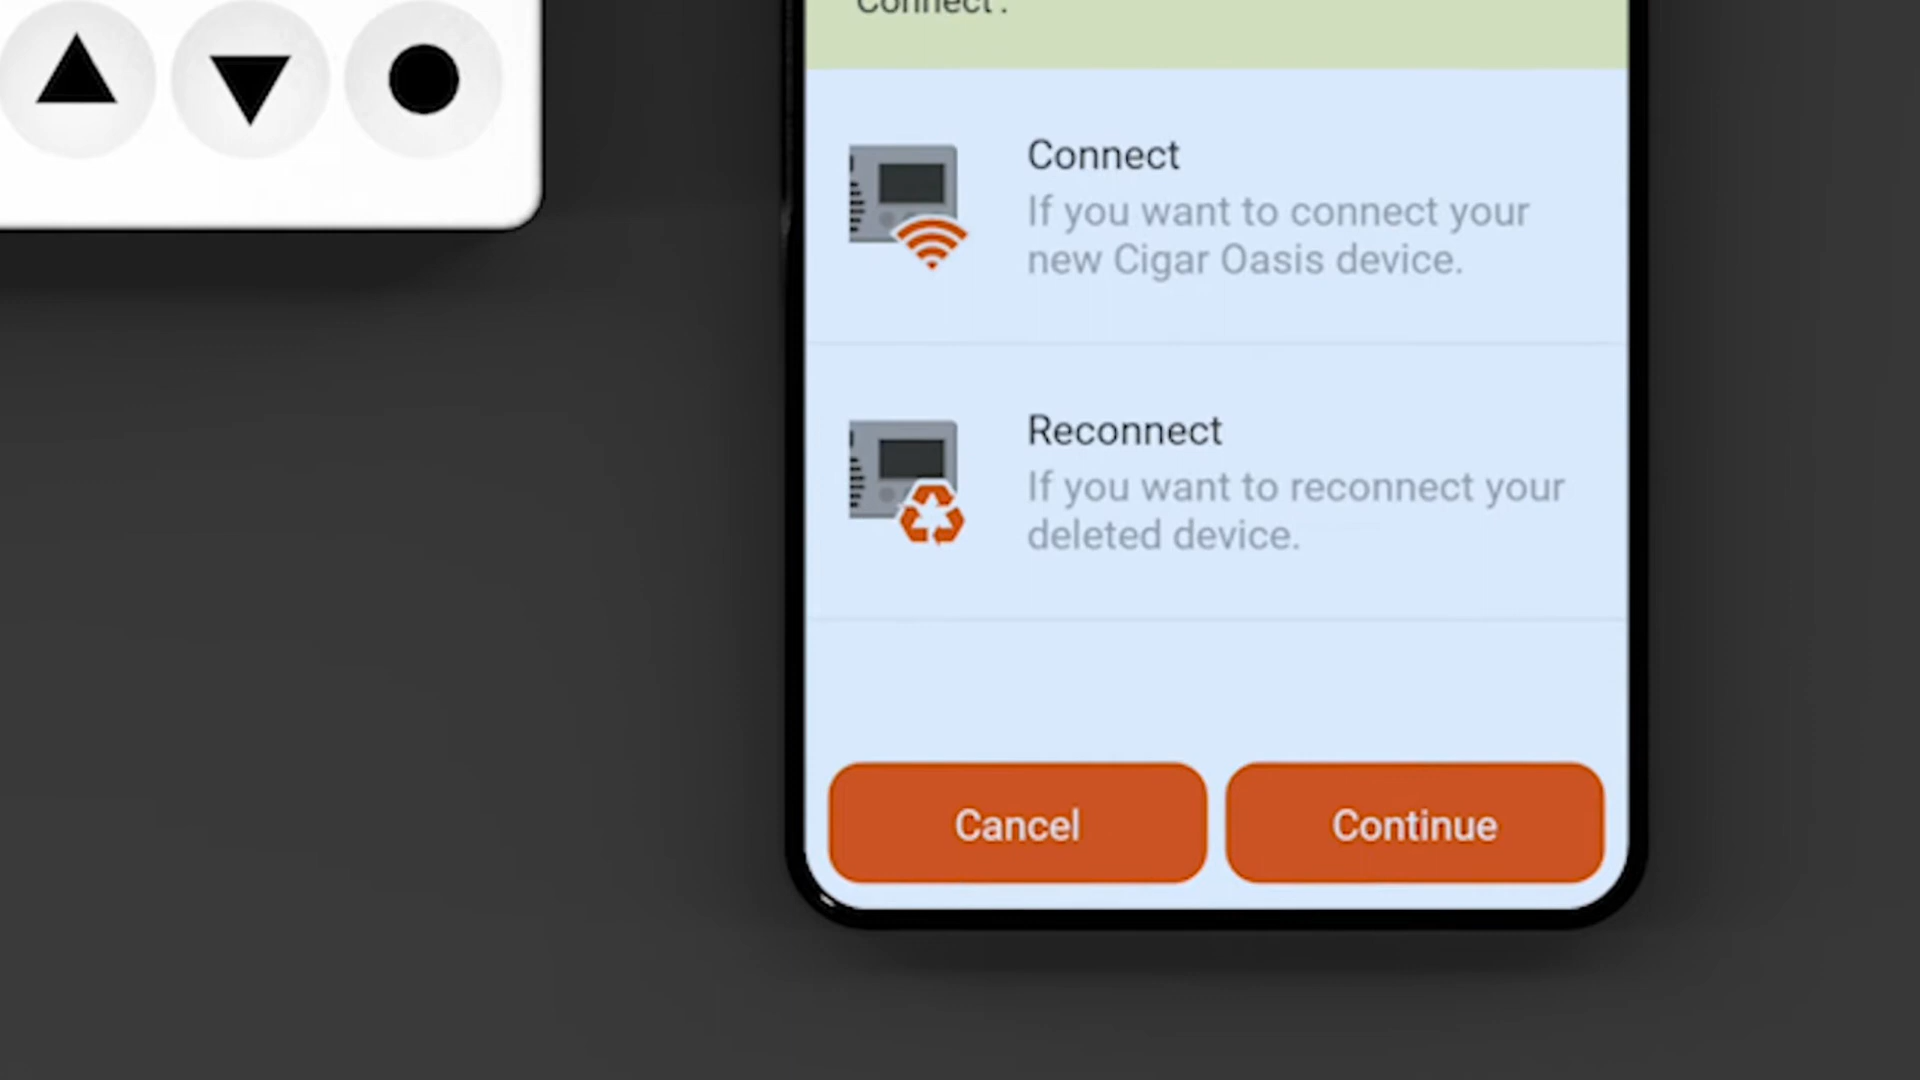 Connect.
Connect
If you want to connect your
new Cigar Oasis device.
Reconnect
If you want to reconnect your
deleted device.
Cancel
Continue